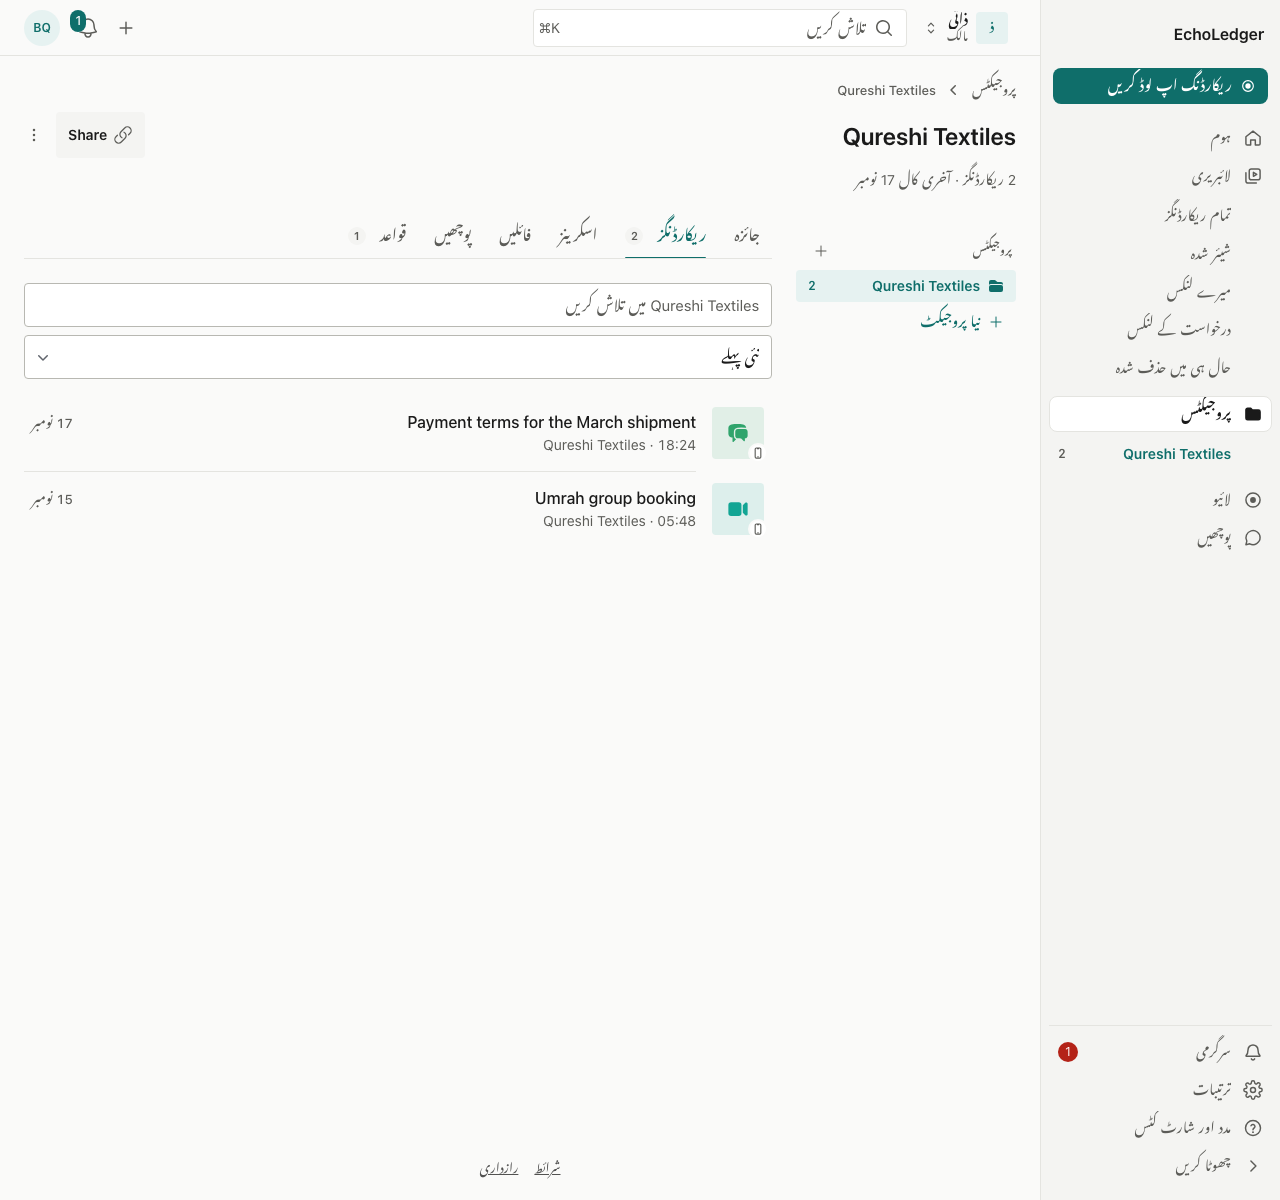 EchoLedger
ریکارڈنگ اپ لوڈ کریں
ہوم
لائبریری
تمام ریکارڈنگز
شیئر شدہ
میرے لنکس
درخواست کے لنکس
حال ہی میں حذف شدہ
پروجیکٹس
Qureshi Textiles 2
لائیو
پوچھیں
سرگرمی 1
ترتیبات
مدد اور شارٹ کٹس
چھوٹا کریں
ذ
ذاتی
مالک
تلاش کریں ⌘K
1
BQ
پروجیکٹس
Qureshi Textiles
Qureshi Textiles
Share
2 ریکارڈنگز · آخری کال 17 نومبر
پروجیکٹس
Qureshi Textiles 2
نیا پروجیکٹ
جائزہ
ریکارڈنگز 2
اسکرینز
فائلیں
پوچھیں
قواعد 1
Qureshi Textiles میں تلاش کریں
نئی پہلے
Payment terms for the March shipment
17 نومبر
Qureshi Textiles · 18:24
Umrah group booking
15 نومبر
Qureshi Textiles · 05:48
شرائط
رازداری